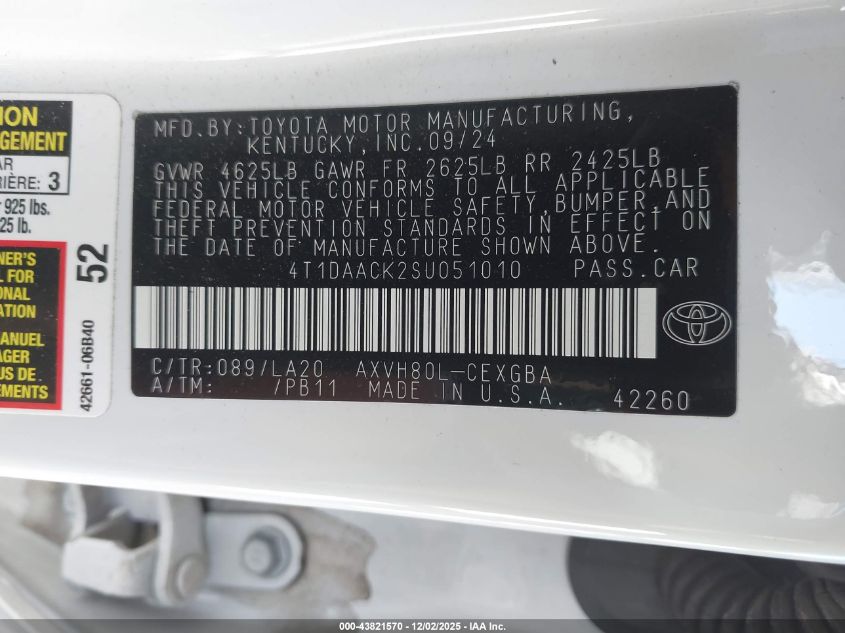 ION
AGEMENT
AR
RIÈRE: 3
925 lbs.
25 lb.
NER'S
L FOR
ONAL
ATION
MANUEL
AGER
DE
EMENTS
52
42661-06B40
MFD.BY:TOYOTA MOTOR MANUFACTURING,
KENTUCKY,INC.09/24
GVWR 4625LB GAWR FR 2625LB RR 2425LB
THIS VEHICLE CONFORMS TO ALL APPLICABLE
FEDERAL MOTOR VEHICLE SAFETY,BUMPER,AND
THEFT PREVENTION STANDARDS IN EFFECT ON
THE DATE OF MANUFACTURE SHOWN ABOVE.
4T1DAACK2SU051010 PASS.CAR
C/TR:089/LA20 AXVH80L-CEXGBA
A/TM: /PB11 MADE IN U.S.A. 42260
TOYOTA
000-43821570 - 12/02/2025 - IAA Inc.